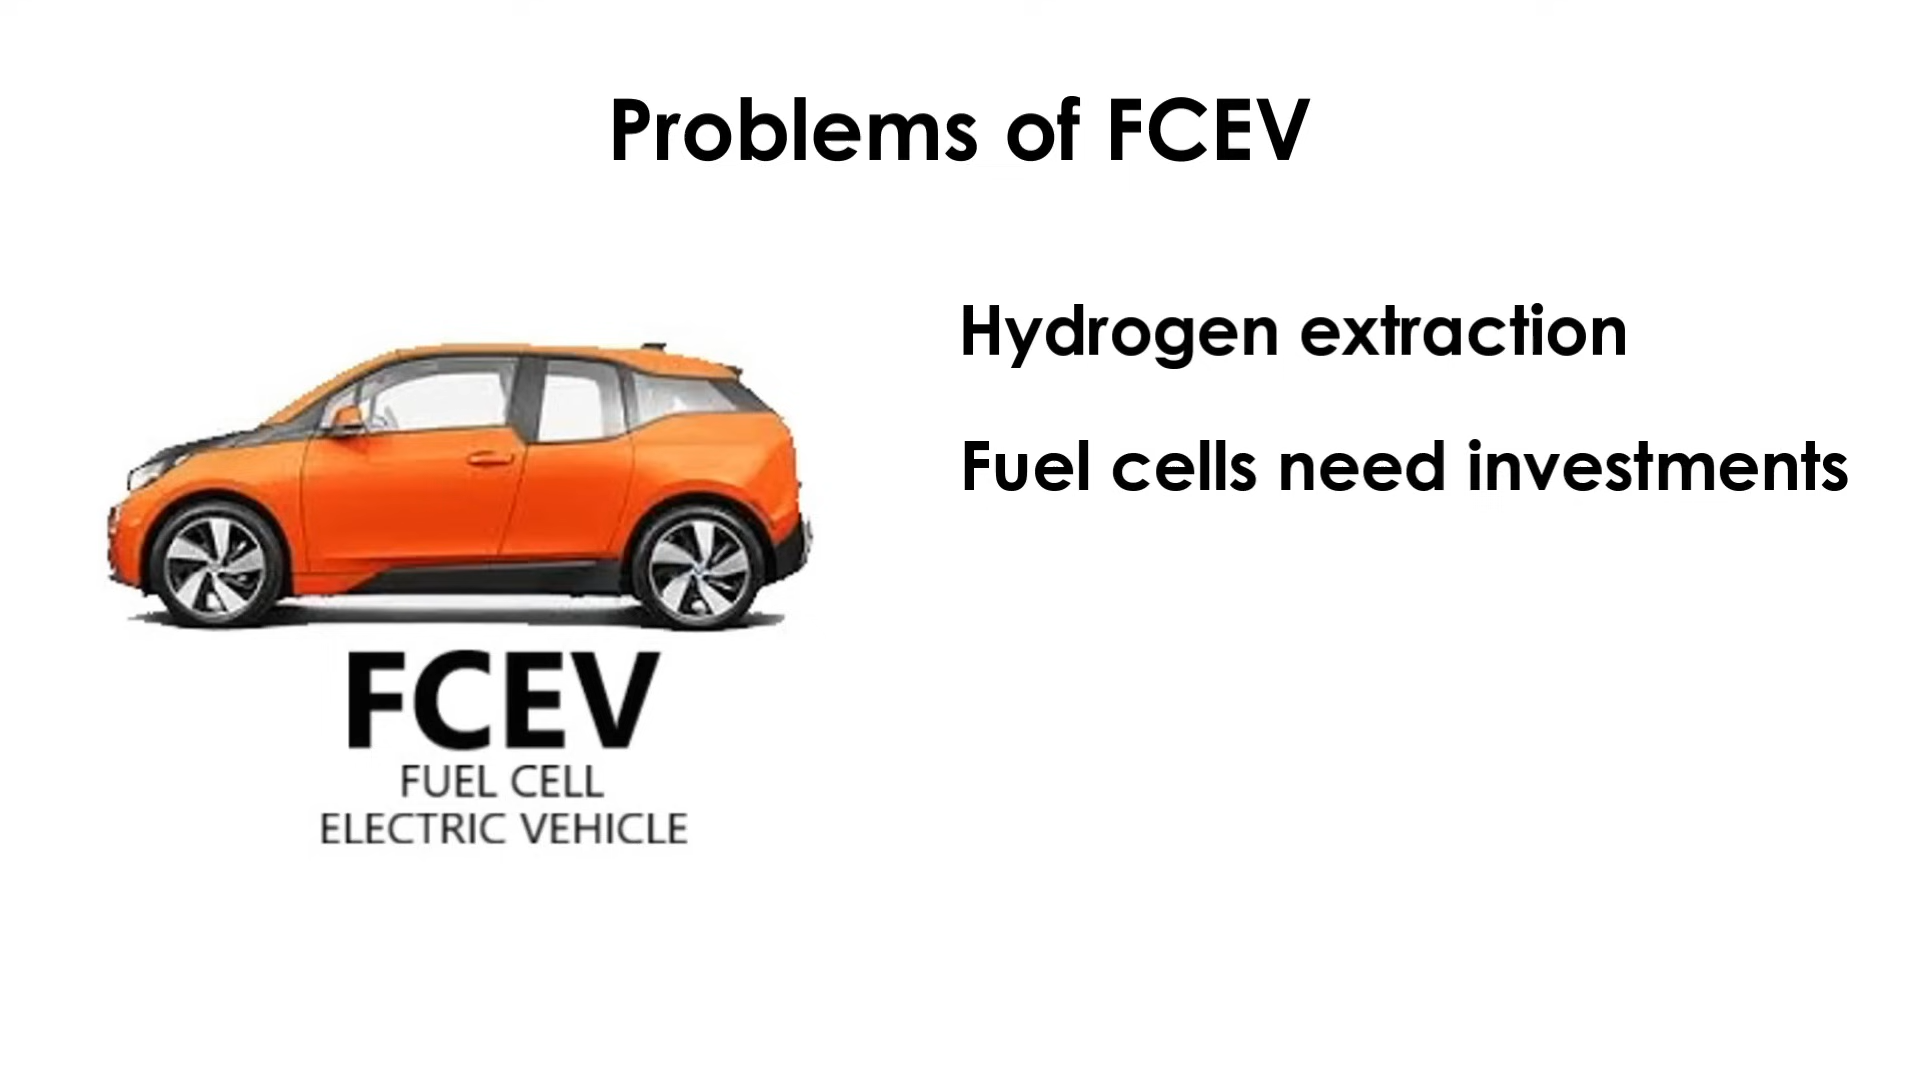 Problems of FCEV
Hydrogen extraction
Fuel cells need investments
FCEV
FUEL CELL
ELECTRIC VEHICLE